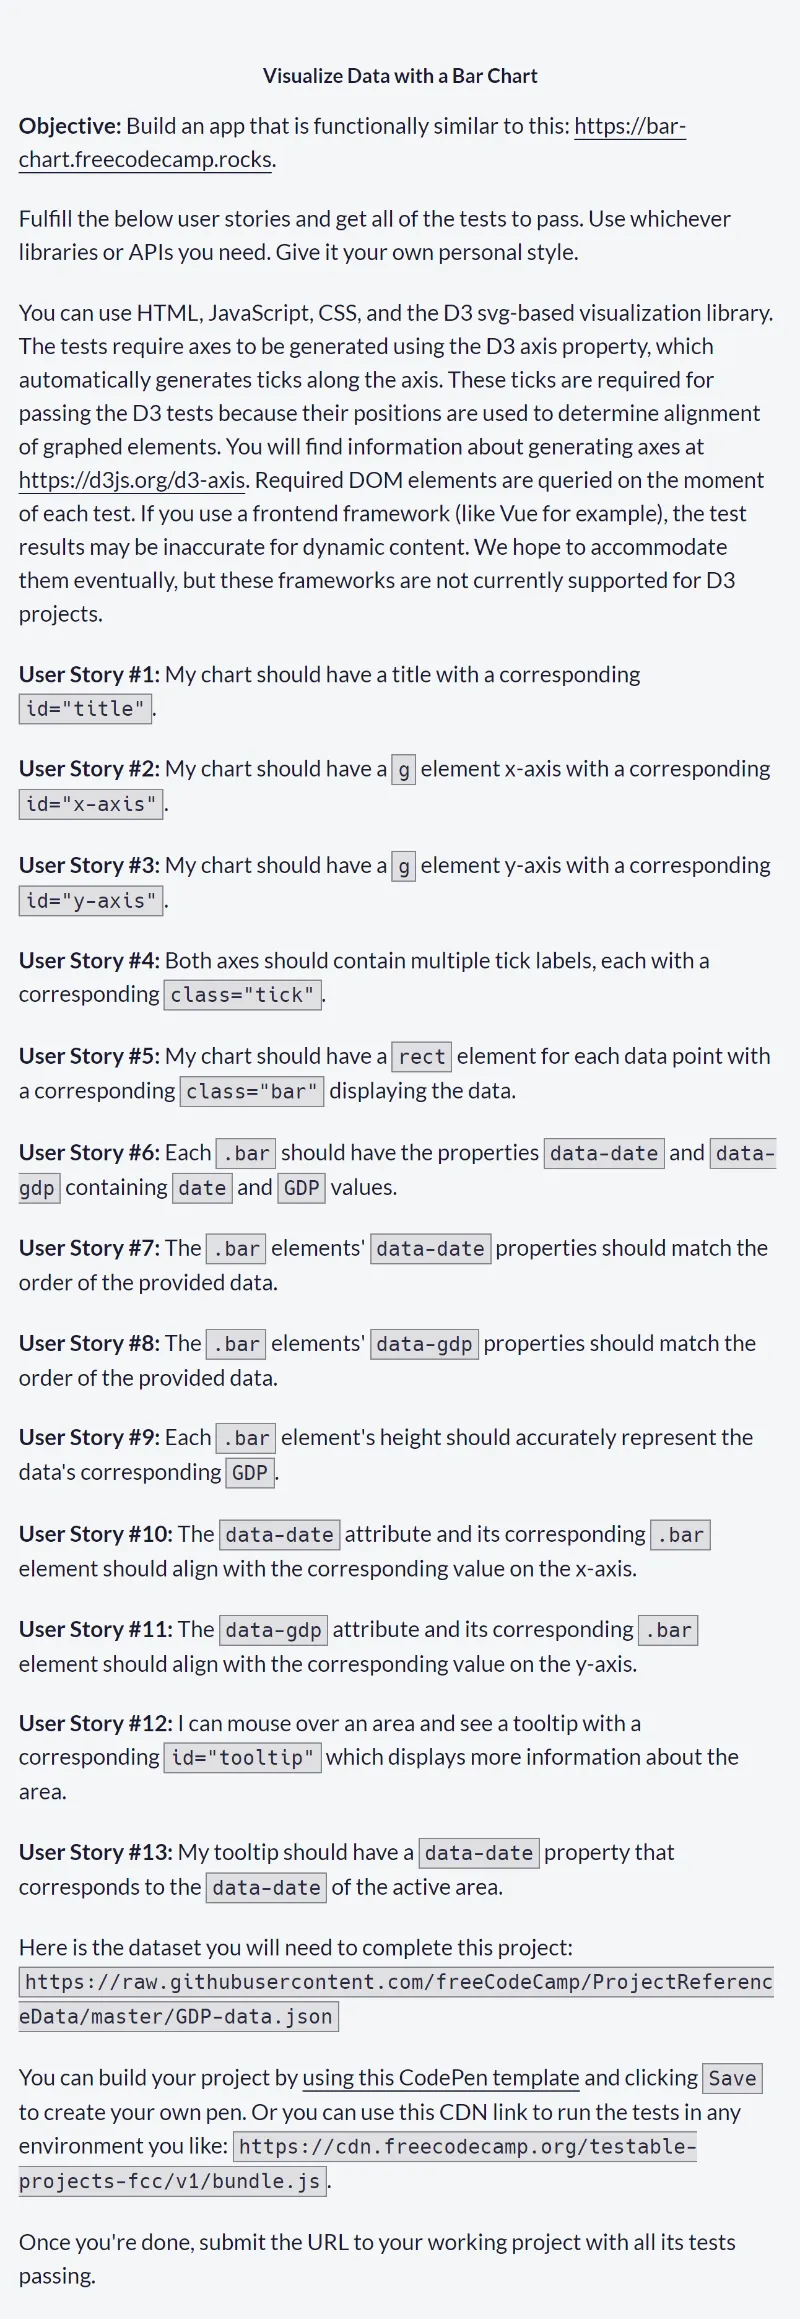 Visualize Data with a Bar Chart
Objective: Build an app that is functionally similar to this: https://bar-
chart.freecodecamp.rocks.
Fulfill the below user stories and get all of the tests to pass. Use whichever
libraries or APIs you need. Give it your own personal style.
You can use HTML, JavaScript, CSS, and the D3 svg-based visualization library.
The tests require axes to be generated using the D3 axis property, which
automatically generates ticks along the axis. These ticks are required for
passing the D3 tests because their positions are used to determine alignment
of graphed elements. You will find information about generating axes at
https://d3js.org/d3-axis. Required DOM elements are queried on the moment
of each test. If you use a frontend framework (like Vue for example), the test
results may be inaccurate for dynamic content. We hope to accommodate
them eventually, but these frameworks are not currently supported for D3
projects.
User Story #1: My chart should have a title with a corresponding
id="title".
User Story #2: My chart should have a g element x-axis with a corresponding
id="x-axis".
User Story #3: My chart should have a g element y-axis with a corresponding
id="y-axis".
User Story #4: Both axes should contain multiple tick labels, each with a
corresponding class="tick".
User Story #5: My chart should have a rect element for each data point with
a corresponding class="bar" displaying the data.
User Story #6: Each .bar should have the properties data-date and data-
gdp containing date and GDP values.
User Story #7: The .bar elements' data-date properties should match the
order of the provided data.
User Story #8: The .bar elements' data-gdp properties should match the
order of the provided data.
User Story #9: Each .bar element's height should accurately represent the
data's corresponding GDP.
User Story #10: The data-date attribute and its corresponding .bar
element should align with the corresponding value on the x-axis.
User Story #11: The data-gdp attribute and its corresponding .bar
element should align with the corresponding value on the y-axis.
User Story #12: I can mouse over an area and see a tooltip with a
corresponding id="tooltip" which displays more information about the
area.
User Story #13: My tooltip should have a data-date property that
corresponds to the data-date of the active area.
Here is the dataset you will need to complete this project:
https://raw.githubusercontent.com/freeCodeCamp/ProjectReferenc
eData/master/GDP-data.json
You can build your project by using this CodePen template and clicking Save
to create your own pen. Or you can use this CDN link to run the tests in any
environment you like: https://cdn.freecodecamp.org/testable-
projects-fcc/v1/bundle.js.
Once you're done, submit the URL to your working project with all its tests
passing.